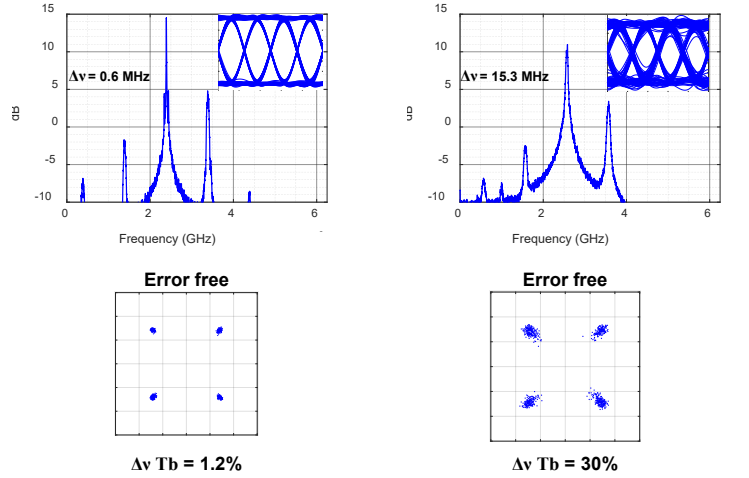 15
10
Δν = 0.6 MHz
5
dB
0
-5
-10
0
2
4
6
Frequency (GHz)
15
10
Δν = 15.3 MHz
5
dB
0
-5
-10
0
2
4
6
Frequency (GHz)
Error free
Error free
Δν Tb = 1.2%
Δν Tb = 30%